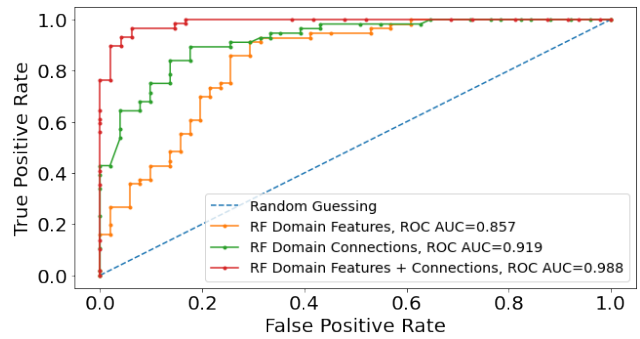 True Positive Rate
1.0
0.8
0.6
0.4
0.2
0.0
Random Guessing
RF Domain Features, ROC AUC=0.857
RF Domain Connections, ROC AUC=0.919
RF Domain Features + Connections, ROC AUC=0.988
0.0 0.2 0.4 0.6 0.8 1.0
False Positive Rate